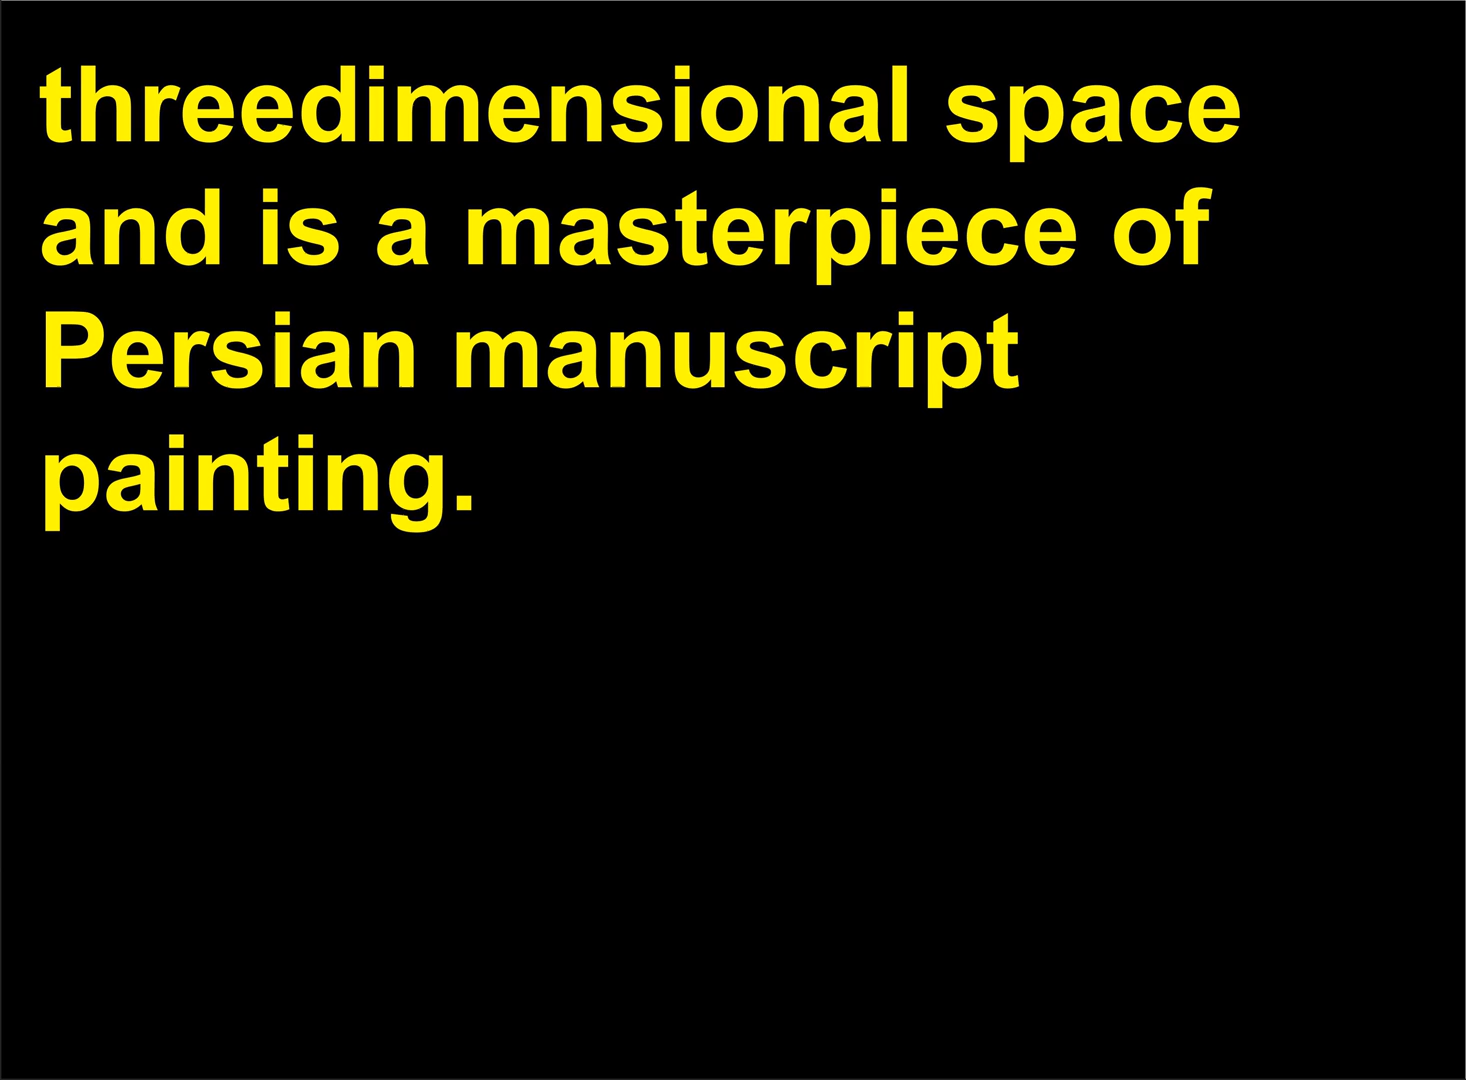 threedimensional space
and is a masterpiece of
Persian manuscript
painting.